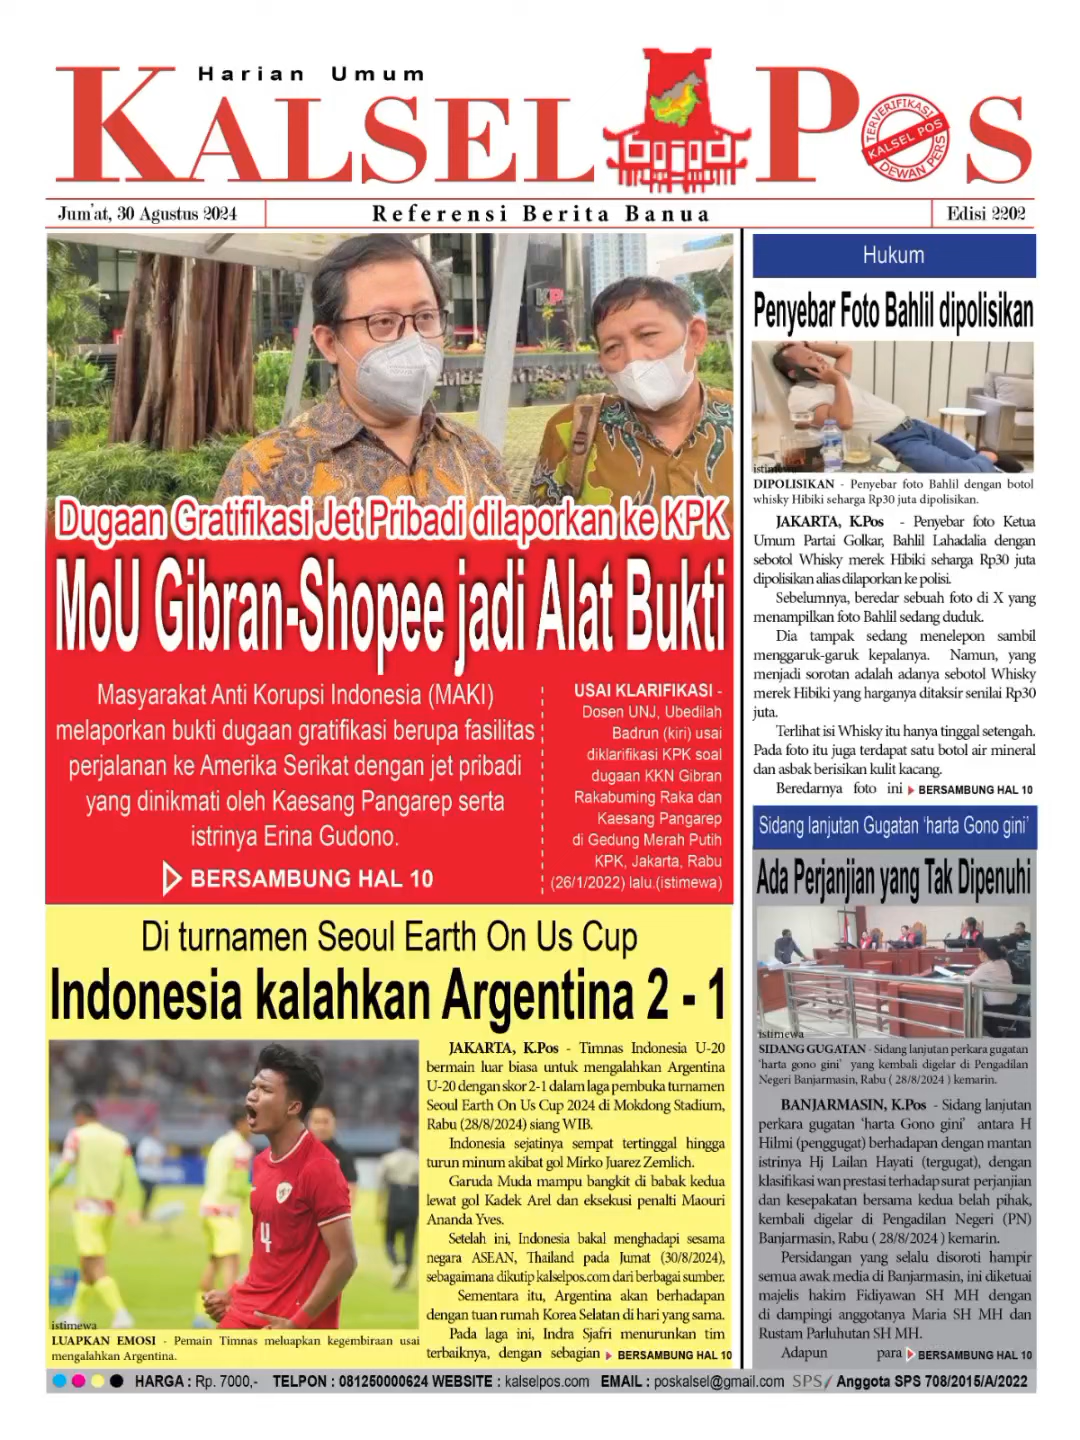 Harian Umum
KALSEL POS
TERVERIFIKASI
KALSEL POS
DEWAN PERS
Jum'at, 30 Agustus 2024
Referensi Berita Banua
Edisi 2202
Dugaan Gratifikasi Jet Pribadi dilaporkan ke KPK
MoU Gibran-Shopee jadi Alat Bukti
Masyarakat Anti Korupsi Indonesia (MAKI)
melaporkan bukti dugaan gratifikasi berupa fasilitas
perjalanan ke Amerika Serikat dengan jet pribadi
yang dinikmati oleh Kaesang Pangarep serta
istrinya Erina Gudono.
BERSAMBUNG HAL 10
USAI KLARIFIKASI -
Dosen UNJ, Ubedilah
Badrun (kiri) usai
diklarifikasi KPK soal
dugaan KKN Gibran
Rakabuming Raka dan
Kaesang Pangarep
di Gedung Merah Putih
KPK, Jakarta, Rabu
(26/1/2022) lalu.(istimewa)
Di turnamen Seoul Earth On Us Cup
Indonesia kalahkan Argentina 2 - 1
4
istimewa
LUAPKAN EMOSI - Pemain Timnas meluapkan kegembiraan usai
mengalahkan Argentina.
JAKARTA, K.Pos - Timnas Indonesia U-20
bermain luar biasa untuk mengalahkan Argentina
U-20 dengan skor 2-1 dalam laga pembuka turnamen
Seoul Earth On Us Cup 2024 di Mokdong Stadium,
Rabu (28/8/2024) siang WIB.
Indonesia sejatinya sempat tertinggal hingga
turun minum akibat gol Mirko Juarez Zemlich.
Garuda Muda mampu bangkit di babak kedua
lewat gol Kadek Arel dan eksekusi penalti Maouri
Ananda Yves.
Setelah ini, Indonesia bakal menghadapi sesama
negara ASEAN, Thailand pada Jumat (30/8/2024),
sebagaimana dikutip kalselpos.com dari berbagai sumber.
Sementara itu, Argentina akan berhadapan
dengan tuan rumah Korea Selatan di hari yang sama.
Pada laga ini, Indra Sjafri menurunkan tim
terbaiknya, dengan sebagian BERSAMBUNG HAL 10
Hukum
Penyebar Foto Bahlil dipolisikan
istimewa
DIPOLISIKAN - Penyebar foto Bahlil dengan botol
whisky Hibiki seharga Rp30 juta dipolisikan.
JAKARTA, K.Pos - Penyebar foto Ketua
Umum Partai Golkar, Bahlil Lahadalia dengan
sebotol Whisky merek Hibiki seharga Rp30 juta
dipolisikan alias dilaporkan ke polisi.
Sebelumnya, beredar sebuah foto di X yang
menampilkan foto Bahlil sedang duduk.
Dia tampak sedang menelepon sambil
menggaruk-garuk kepalanya. Namun, yang
menjadi sorotan adalah adanya sebotol Whisky
merek Hibiki yang harganya ditaksir senilai Rp30
juta.
Terlihat isi Whisky itu hanya tinggal setengah.
Pada foto itu juga terdapat satu botol air mineral
dan asbak berisikan kulit kacang.
Beredarnya foto ini BERSAMBUNG HAL 10
Sidang lanjutan Gugatan 'harta Gono gini'
Ada Perjanjian yang Tak Dipenuhi
istimewa
SIDANG GUGATAN - Sidang lanjutan perkara gugatan
'harta gono gini' yang kembali digelar di Pengadilan
Negeri Banjarmasin, Rabu ( 28/8/2024 ) kemarin.
BANJARMASIN, K.Pos - Sidang lanjutan
perkara gugatan 'harta Gono gini' antara H
Hilmi (penggugat) berhadapan dengan mantan
istrinya Hj Lailan Hayati (tergugat), dengan
klasifikasi wan prestasi terhadap surat perjanjian
dan kesepakatan bersama kedua belah pihak,
kembali digelar di Pengadilan Negeri (PN)
Banjarmasin, Rabu ( 28/8/2024 ) kemarin.
Persidangan yang selalu disoroti hampir
semua awak media di Banjarmasin, ini diketuai
majelis hakim Fidiyawan SH MH dengan
di dampingi anggotanya Maria SH MH dan
Rustam Parluhutan SH MH.
Adapun para BERSAMBUNG HAL 10
HARGA : Rp. 7000,- TELPON : 081250000624 WEBSITE : kalselpos.com EMAIL : poskalsel@gmail.com SPS Anggota SPS 708/2015/A/2022